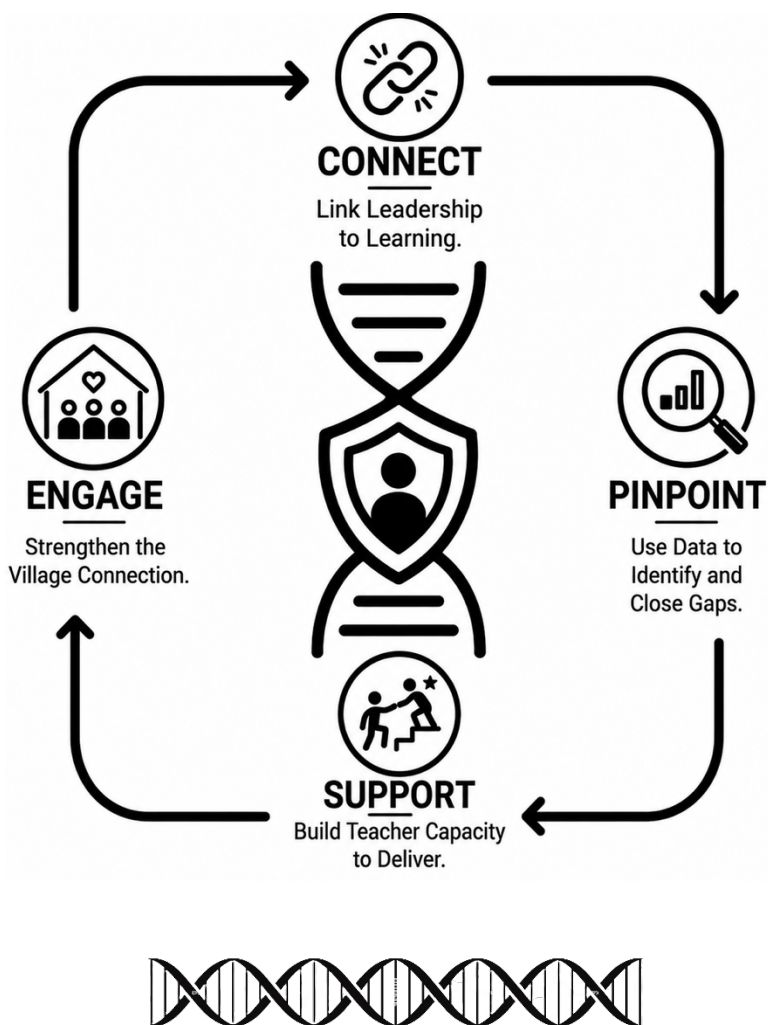 CONNECT
Link Leadership
to Learning.
ENGAGE
Strengthen the
Village Connection.
PINPOINT
Use Data to
Identify and
Close Gaps.
SUPPORT
Build Teacher Capacity
to Deliver.